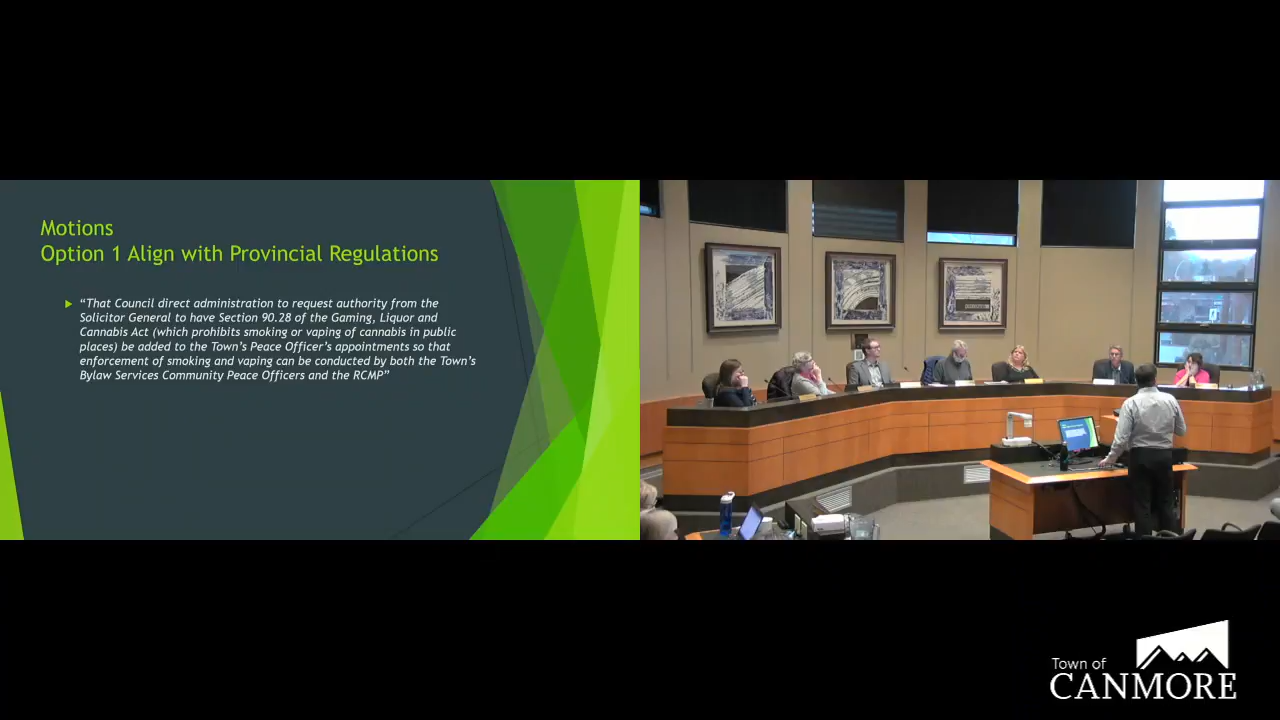 Motions
Option 1 Align with Provincial Regulations
“That Council direct administration to request authority from the
Solicitor General to have Section 90.28 of the Gaming, Liquor and
Cannabis Act (which prohibits smoking or vaping of cannabis in public
places) be added to the Town’s Peace Officer’s appointments so that
enforcement of smoking and vaping can be conducted by both the Town’s
Bylaw Services Community Peace Officers and the RCMP”
Town of
CANMORE